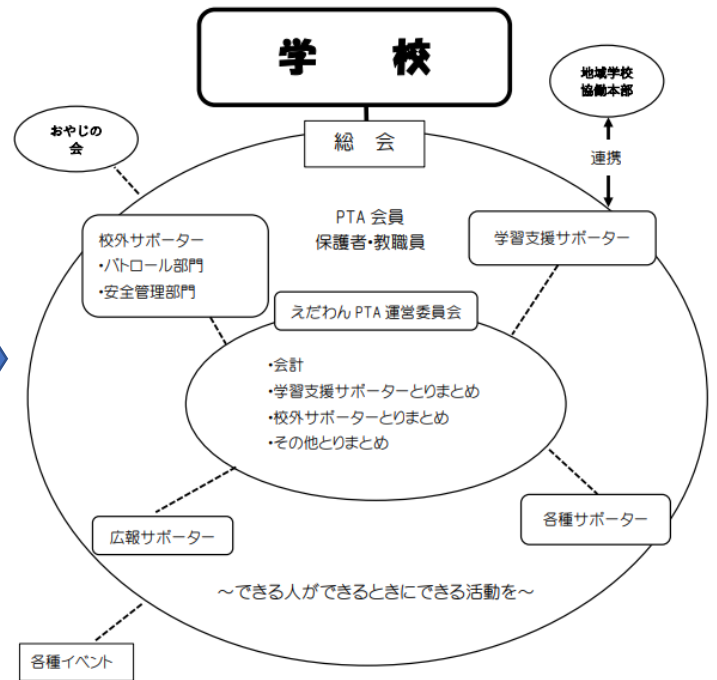 学 校
地域学校
協働本部
おやじの
会
総 会
連携
PTA 会員
保護者・教職員
校外サポーター
・パトロール部門
・安全管理部門
学習支援サポーター
えだわん PTA 運営委員会
・会計
・学習支援サポーターとりまとめ
・校外サポーターとりまとめ
・その他とりまとめ
広報サポーター
各種サポーター
～できる人ができるときにできる活動を～
各種イベント